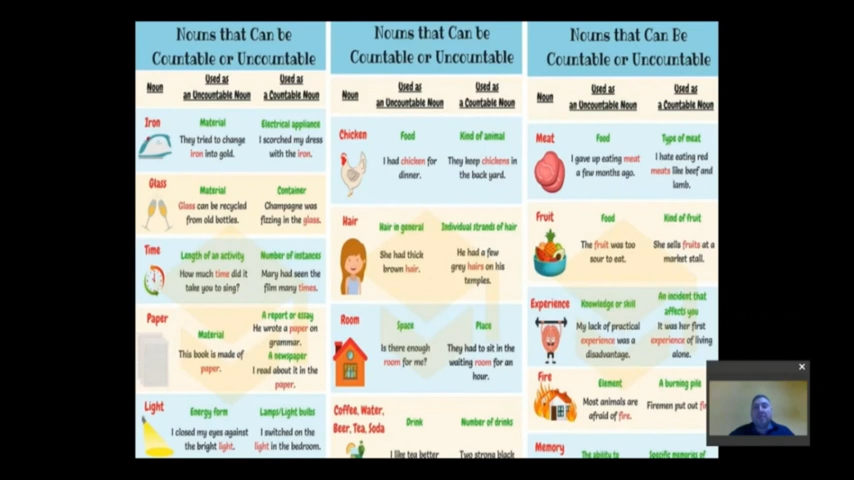 Nouns that Can be
Countable or Uncountable
Noun
Used as
an Uncountable Noun
Used as
a Countable Noun
Iron
Material
They tried to change
iron into gold.
Electrical appliance
I scorched my dress
with the iron.
Glass
Material
Glass can be recycled
from old bottles.
Container
Champagne was
fizzing in the glass.
Time
Length of an activity
How much time did it
take you to sing?
Number of instances
Mary had seen the
film many times.
Paper
Material
This book is made of
paper.
A report or essay
He wrote a paper on
grammar.
A newspaper
I read about it in the
paper.
Light
Energy form
I closed my eyes against
the bright light.
Lamps/Light bulbs
I switched on the
light in the bedroom.
Nouns that Can be
Countable or Uncountable
Noun
Used as
an Uncountable Noun
Used as
a Countable Noun
Chicken
Food
I had chicken for
dinner.
Kind of animal
They keep chickens in
the back yard.
Hair
Hair in general
She had thick
brown hair.
Individual strands of hair
He had a few
grey hairs on his
temples.
Room
Space
Is there enough
room for me?
Place
They had to sit in the
waiting room for an
hour.
Coffee, Water,
Beer, Tea, Soda
Drink
I like tea better
Number of drinks
Two strong black
Nouns that Can Be
Countable or Uncountable
Noun
Used as
an Uncountable Noun
Used as
a Countable Noun
Meat
Food
I gave up eating meat
a few months ago.
Type of meat
I hate eating red
meats like beef and
lamb.
Fruit
Food
The fruit was too
sour to eat.
Kind of fruit
She sells fruits at a
market stall.
Experience
Knowledge or skill
My lack of practical
experience was a
disadvantage.
An incident that
affects you
It was her first
experience of living
alone.
Fire
Element
Most animals are
afraid of fire.
A burning pile
Firemen put out
Memory
The ability to
Specific memories of